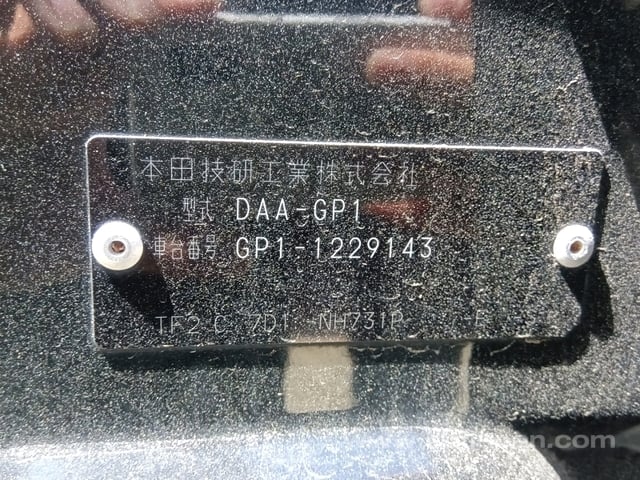 本田技研工業株式会社
型式 DAA-GP1
車台番号 GP1-1229143
TF2 C 7D1 NH731P F